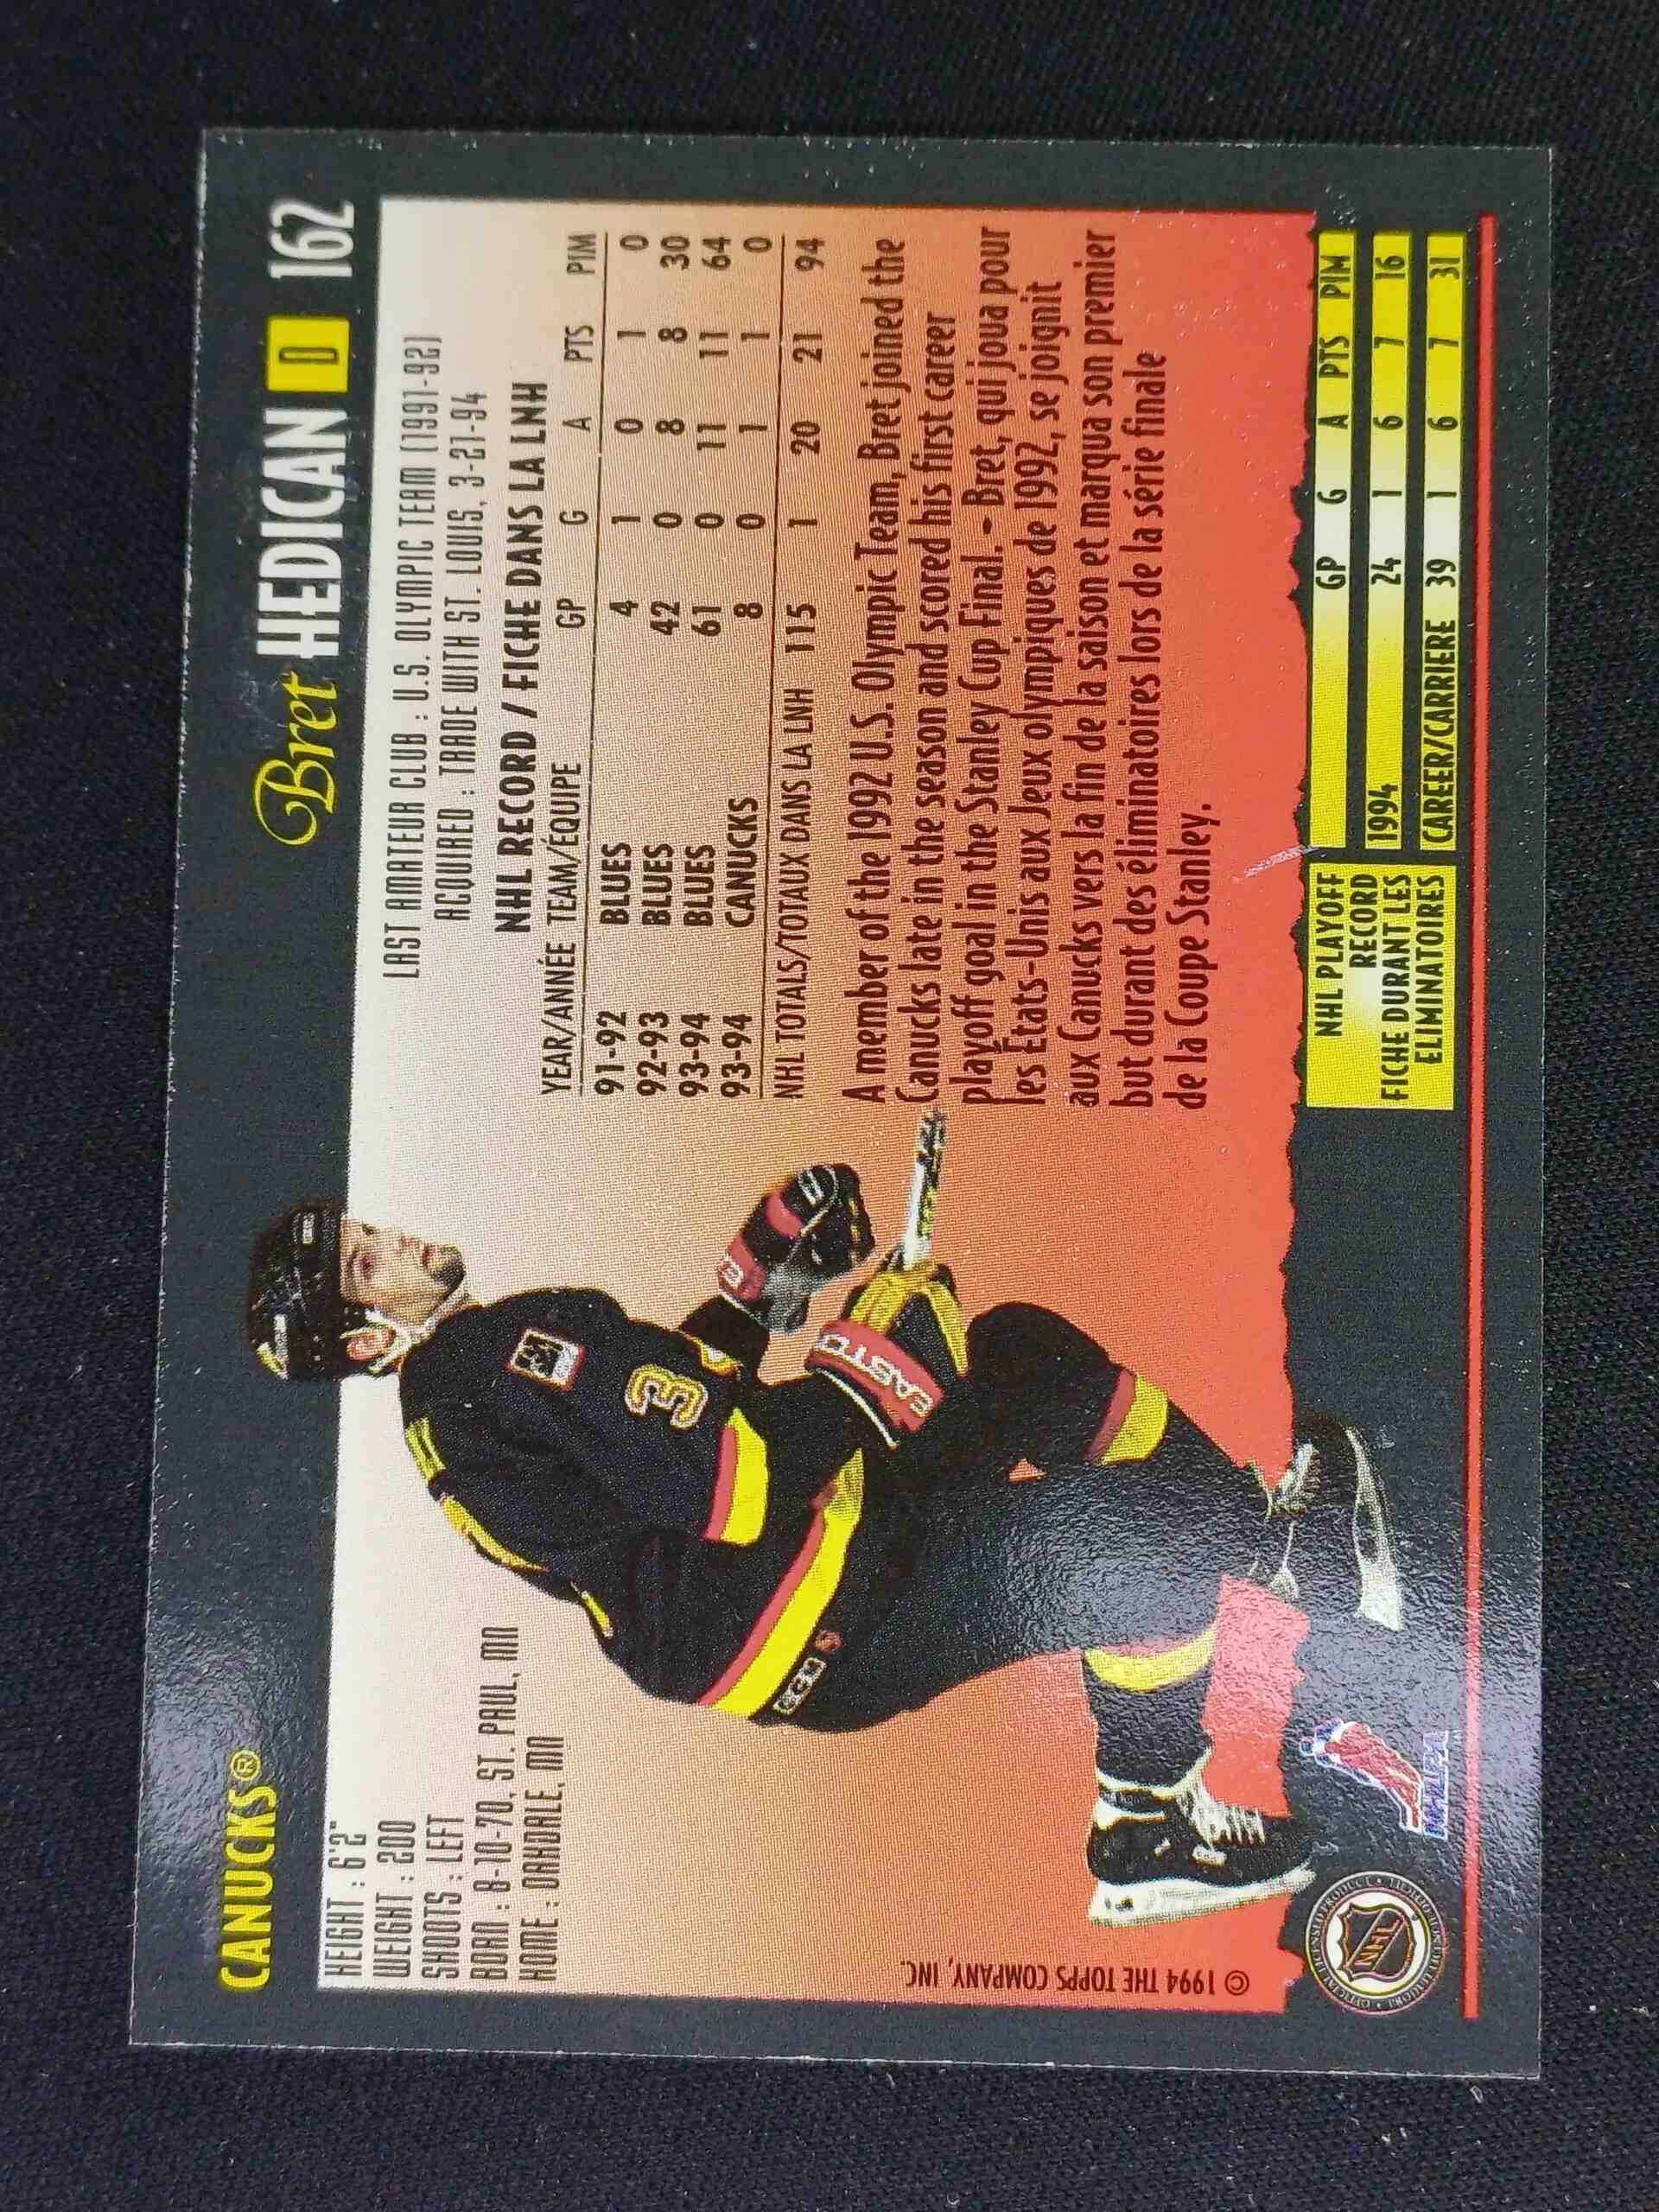 CANUCKS®
Bret HEDICAN D 162
HEIGHT : 6'2"
WEIGHT : 200
SHOOTS : LEFT
BORN : 8-10-70, ST. PAUL, MN
HOME : OAKDALE, MN
LAST AMATEUR CLUB : U.S. OLYMPIC TEAM (1991-92)
ACQUIRED : TRADE WITH ST. LOUIS, 3-21-94
NHL RECORD / FICHE DANS LA LNH
YEAR/ANNÉE TEAM/ÉQUIPE GP G A PTS PIM
91-92 BLUES 4 1 0 1 0
92-93 BLUES 42 0 8 8 30
93-94 BLUES 61 0 11 11 64
93-94 CANUCKS 8 0 1 1 0
NHL TOTALS/TOTAUX DANS LA LNH 115 1 20 21 94
A member of the 1992 U.S. Olympic Team, Bret joined the
Canucks late in the season and scored his first career
playoff goal in the Stanley Cup Final. – Bret, qui joua pour
les États-Unis aux Jeux olympiques de 1992, se joignit
aux Canucks vers la fin de la saison et marqua son premier
but durant des éliminatoires lors de la série finale
de la Coupe Stanley.
3
EASTO
CCM
© 1994 THE TOPPS COMPANY, INC.
NHL
NHLPA
NHL PLAYOFF
RECORD
FICHE DURANT LES
ELIMINATOIRES
GP G A PTS PIM
1994 24 1 6 7 16
CAREER/CARRIERE 39 1 6 7 31